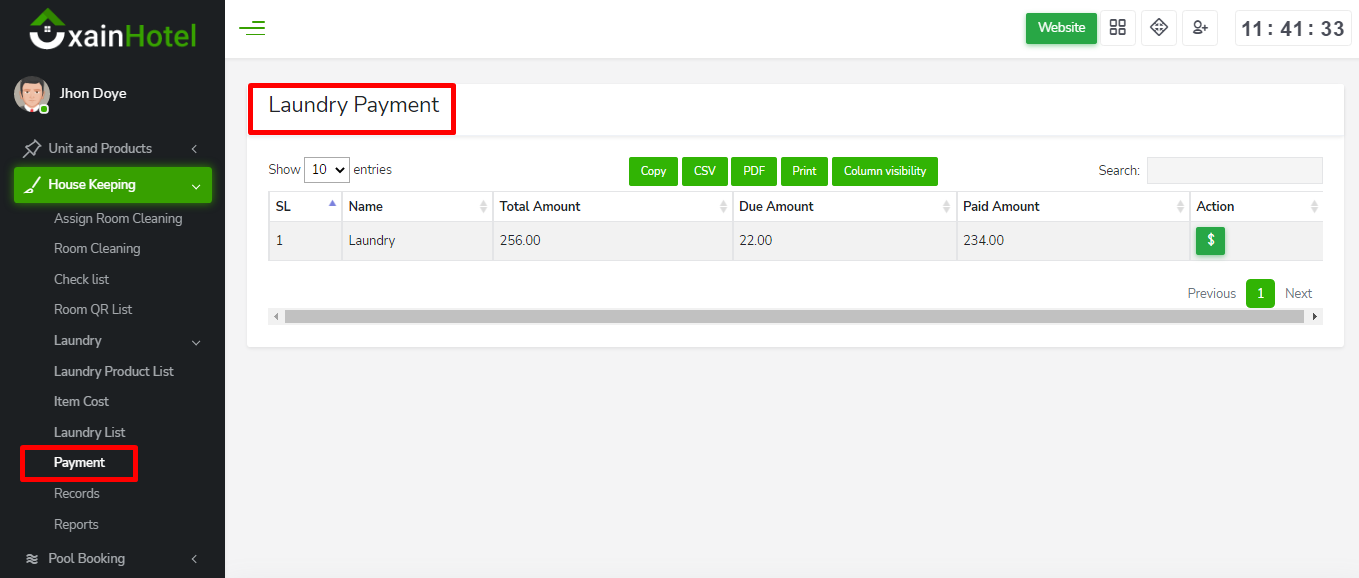 xainHotel
Website
11 : 41 : 33
Jhon Doye
Unit and Products
House Keeping
Assign Room Cleaning
Room Cleaning
Check list
Room QR List
Laundry
Laundry Product List
Item Cost
Laundry List
Payment
Records
Reports
Pool Booking
Laundry Payment
Show 10 entries
Copy CSV PDF Print Column visibility
Search:
SL Name Total Amount Due Amount Paid Amount Action
1 Laundry 256.00 22.00 234.00 $
Previous 1 Next